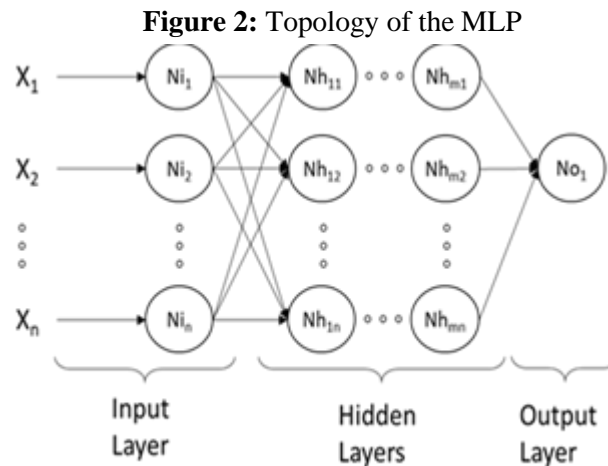 Figure 2: Topology of the MLP
X₁ Ni₁ Nh₁₁ Nhₘ₁
X₂ Ni₂ Nh₁₂ Nhₘ₂ No₁
Xₙ Niₙ Nh₁ₙ Nhₘₙ
Input Hidden Output
Layer Layers Layer